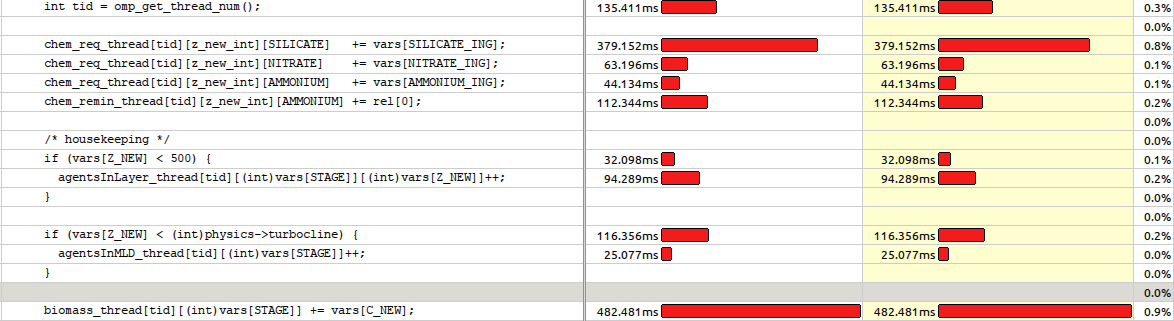 int tid = omp_get_thread_num(); 135.411ms 135.411ms 0.3%
0.0%
chem_req_thread[tid][z_new_int][SILICATE] += vars[SILICATE_ING]; 379.152ms 379.152ms 0.8%
chem_req_thread[tid][z_new_int][NITRATE] += vars[NITRATE_ING]; 63.196ms 63.196ms 0.1%
chem_req_thread[tid][z_new_int][AMMONIUM] += vars[AMMONIUM_ING]; 44.134ms 44.134ms 0.1%
chem_remin_thread[tid][z_new_int][AMMONIUM] += rel[0]; 112.344ms 112.344ms 0.2%
0.0%
/* housekeeping */ 0.0%
if (vars[Z_NEW] < 500) { 32.098ms 32.098ms 0.1%
agentsInLayer_thread[tid][(int)vars[STAGE]][(int)vars[Z_NEW]]++; 94.289ms 94.289ms 0.2%
} 0.0%
0.0%
if (vars[Z_NEW] < (int)physics->turbocline) { 116.356ms 116.356ms 0.2%
agentsInMLD_thread[tid][(int)vars[STAGE]]++; 25.077ms 25.077ms 0.0%
} 0.0%
0.0%
biomass_thread[tid][(int)vars[STAGE]] += vars[C_NEW]; 482.481ms 482.481ms 0.9%